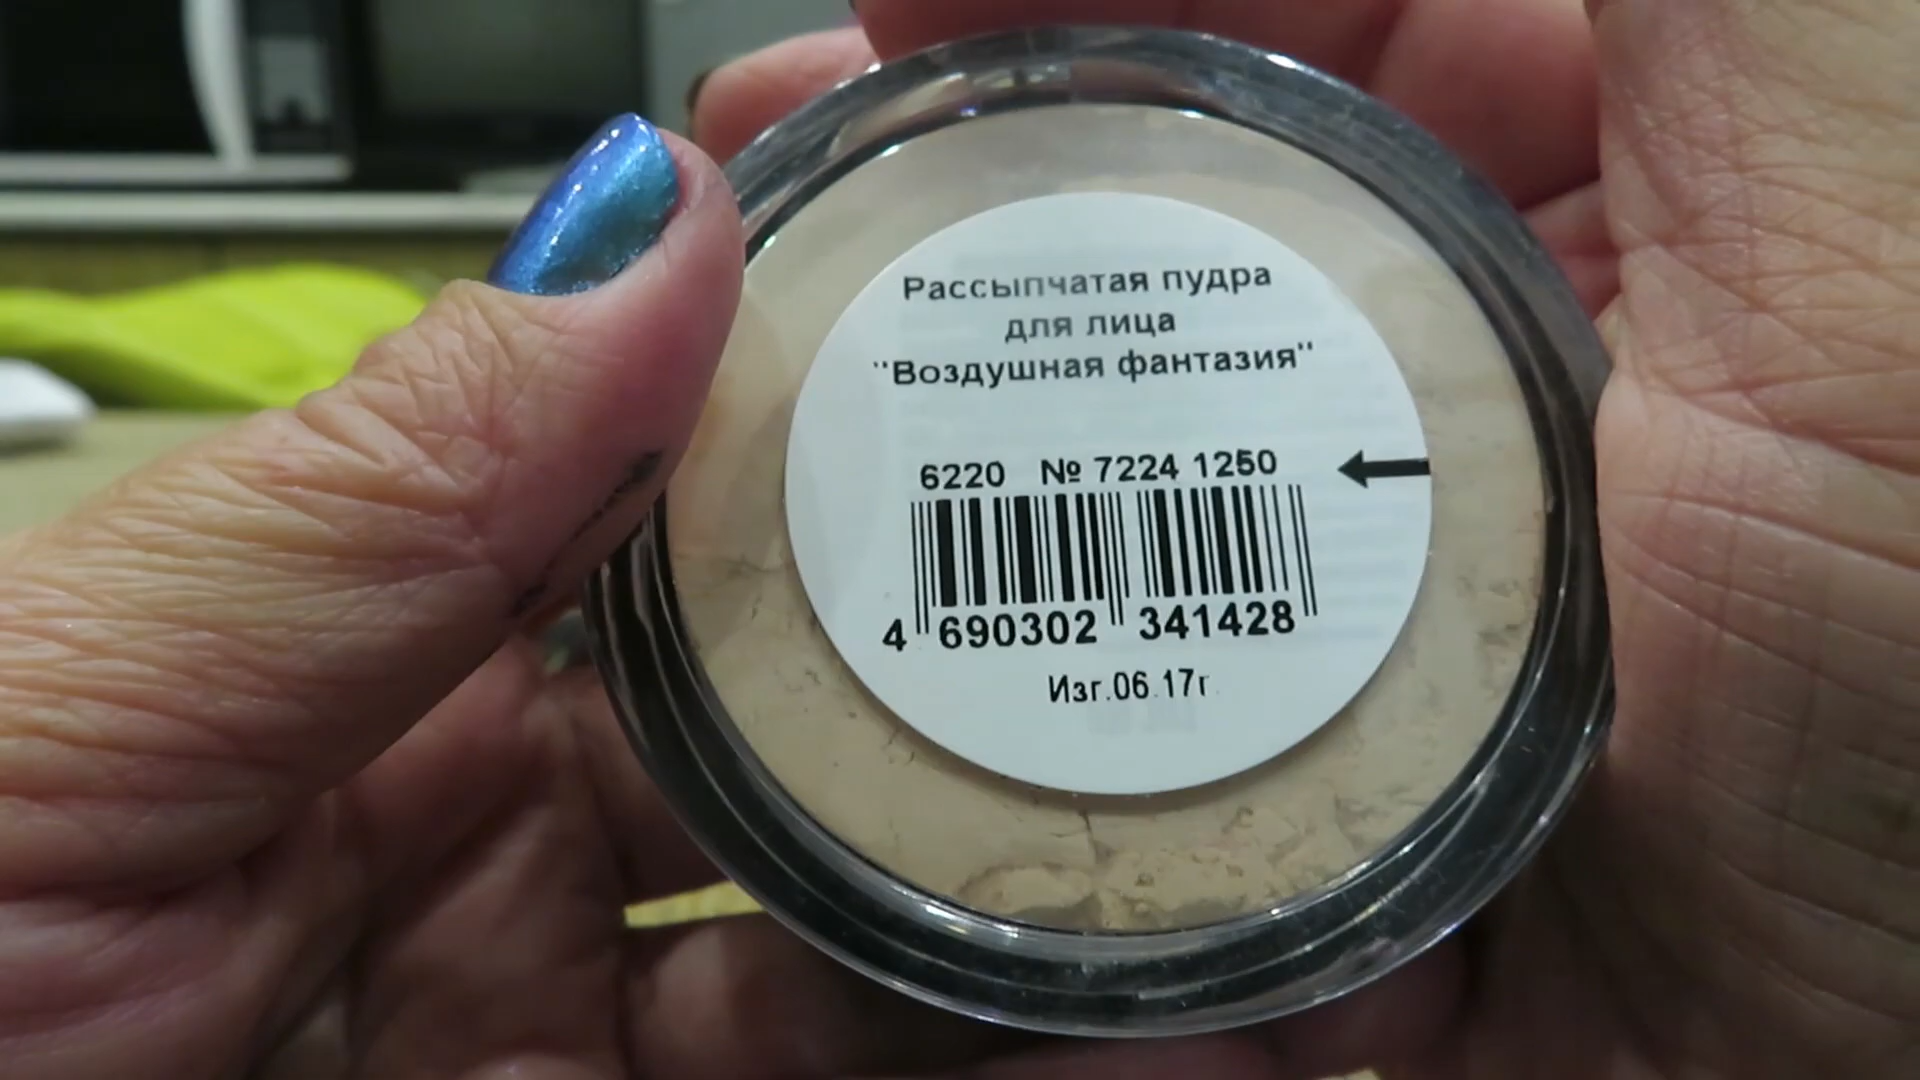 Рассыпчатая пудра
для лица
"Воздушная фантазия"
6220 № 7224 1250
4 690302 341428
Изг.06.17г.